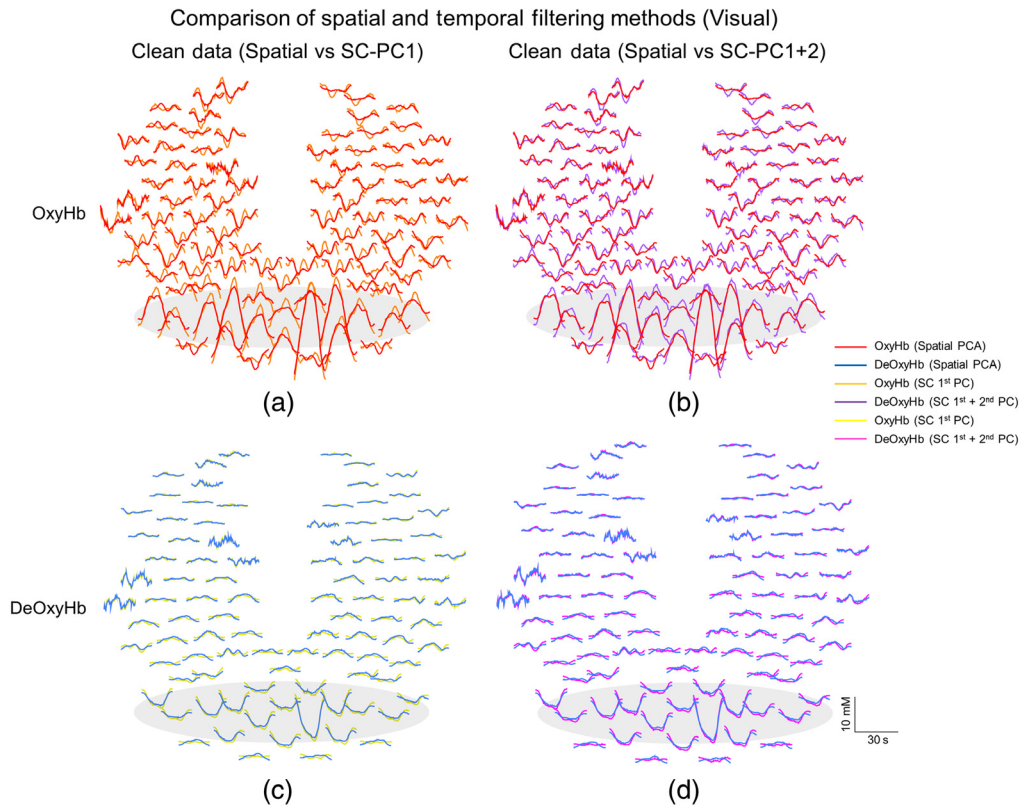 Comparison of spatial and temporal filtering methods (Visual)
Clean data (Spatial vs SC-PC1)
Clean data (Spatial vs SC-PC1+2)
OxyHb
(a)
(b)
OxyHb (Spatial PCA)
DeOxyHb (Spatial PCA)
OxyHb (SC 1st PC)
DeOxyHb (SC 1st + 2nd PC)
OxyHb (SC 1st PC)
DeOxyHb (SC 1st + 2nd PC)
DeOxyHb
10 mM
30 s
(c)
(d)